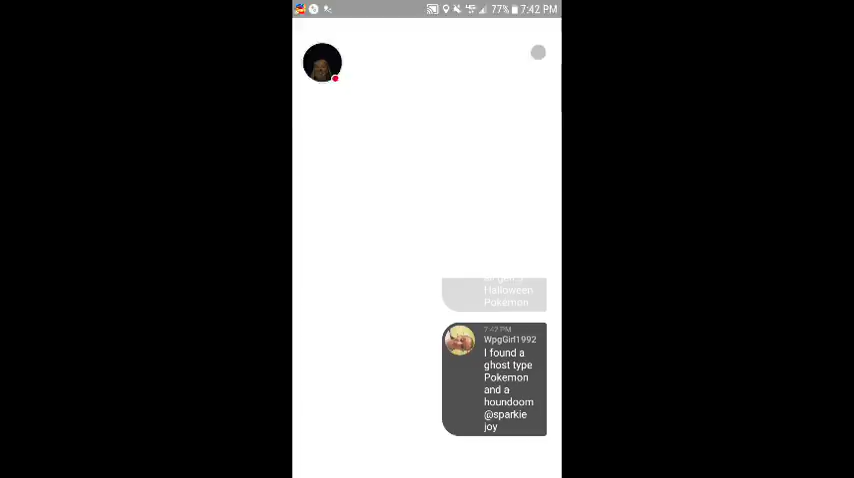 77% 7:42 PM
Halloween
Pokemon
7:42 PM
WpgGirl1992
I found a
ghost type
Pokemon
and a
houndoom
@sparkie
joy